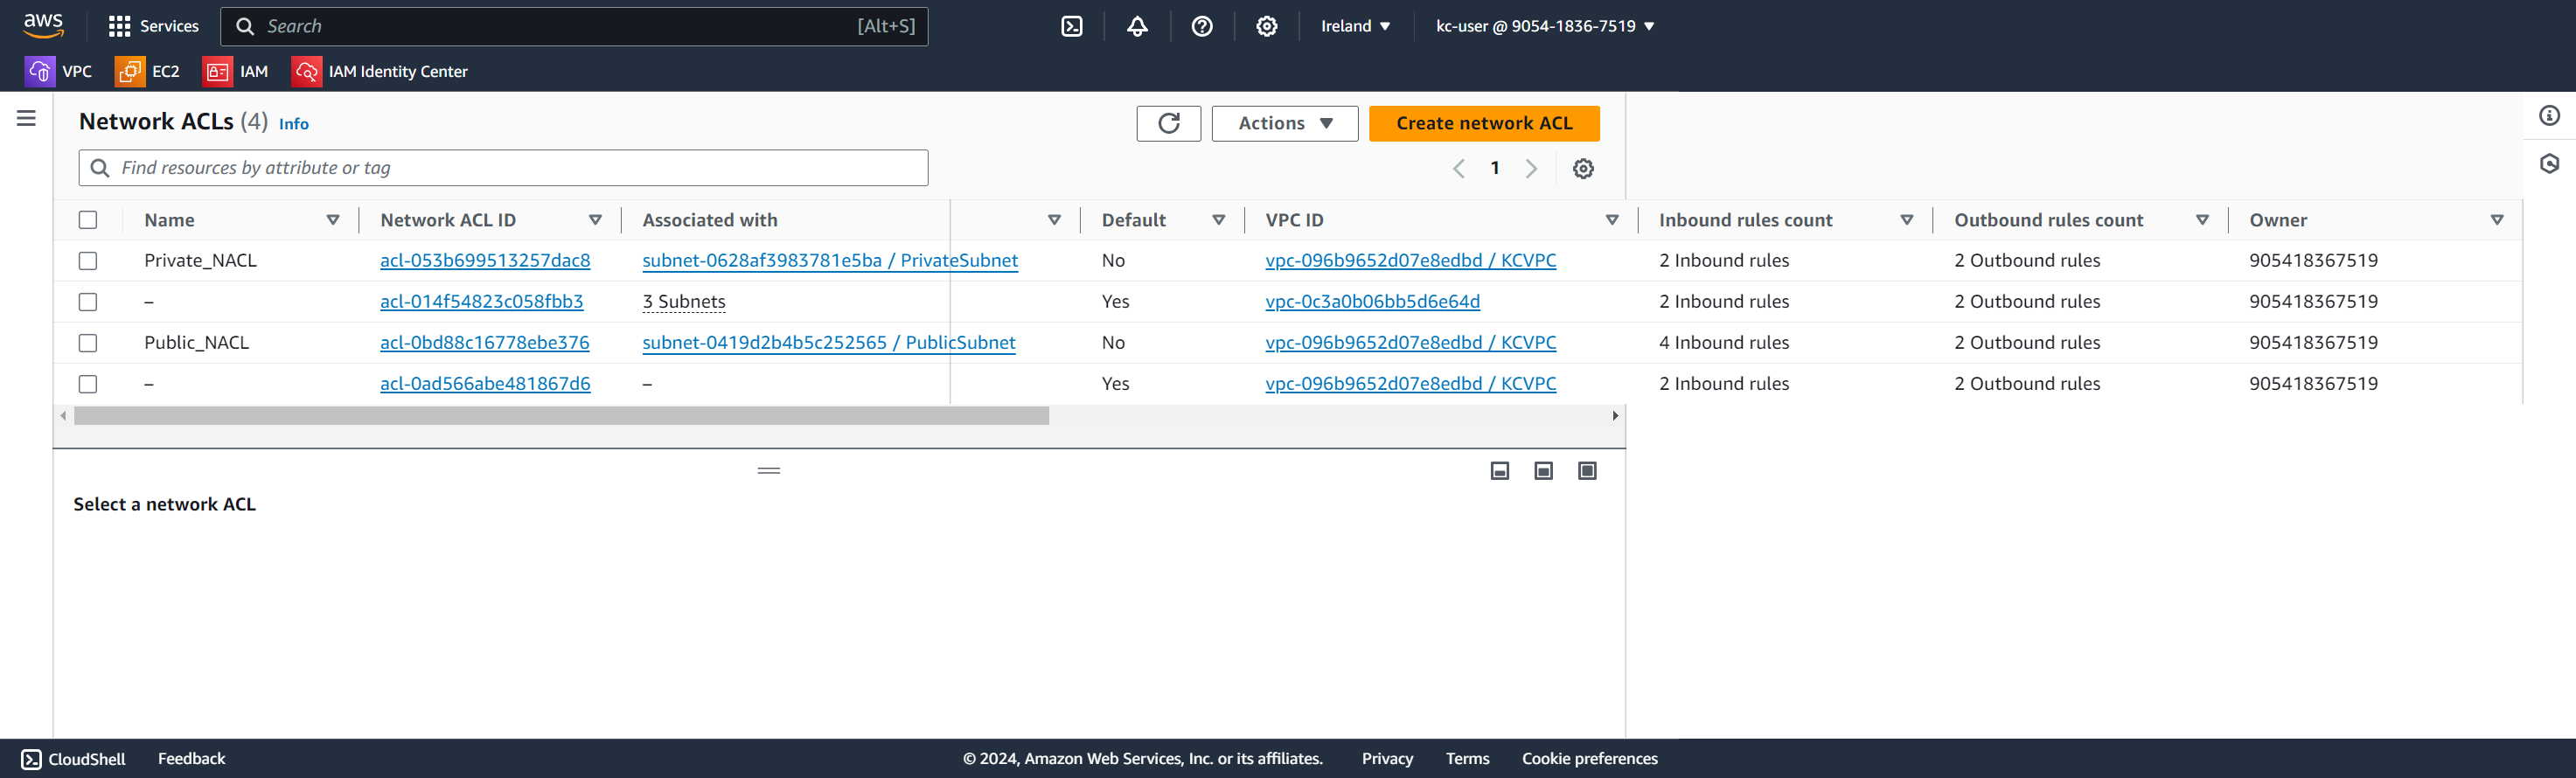 aws Services Search [Alt+S] Ireland ▼ kc-user @ 9054-1836-7519 ▼
VPC EC2 IAM IAM Identity Center
Network ACLs (4) Info Actions ▼ Create network ACL
Find resources by attribute or tag 1
Name Network ACL ID Associated with Default VPC ID Inbound rules count Outbound rules count Owner
Private_NACL acl-053b699513257dac8 subnet-0628af3983781e5ba / PrivateSubnet No vpc-096b9652d07e8edbd / KCVPC 2 Inbound rules 2 Outbound rules 905418367519
– acl-014f54823c058fbb3 3 Subnets Yes vpc-0c3a0b06bb5d6e64d 2 Inbound rules 2 Outbound rules 905418367519
Public_NACL acl-0bd88c16778ebe376 subnet-0419d2b4b5c252565 / PublicSubnet No vpc-096b9652d07e8edbd / KCVPC 4 Inbound rules 2 Outbound rules 905418367519
– acl-0ad566abe481867d6 – Yes vpc-096b9652d07e8edbd / KCVPC 2 Inbound rules 2 Outbound rules 905418367519
Select a network ACL
CloudShell Feedback © 2024, Amazon Web Services, Inc. or its affiliates. Privacy Terms Cookie preferences